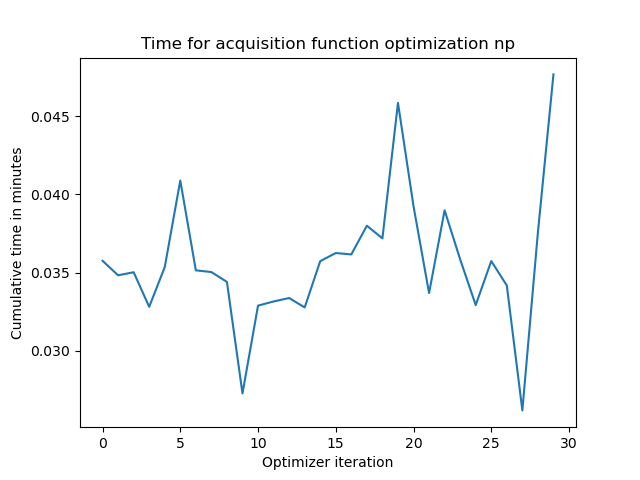 Time for acquisition function optimization np
Cumulative time in minutes
0.045
0.040
0.035
0.030
0 5 10 15 20 25 30
Optimizer iteration